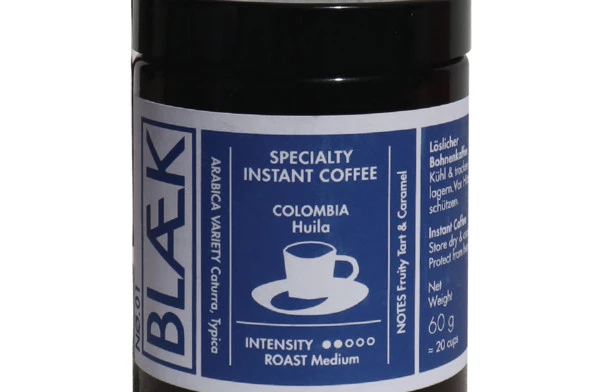 NO.01
BLÆK
ARABICA VARIETY Caturra, Typica
SPECIALTY
INSTANT COFFEE
COLOMBIA
Huila
INTENSITY
ROAST Medium
NOTES Fruity Tart & Caramel
Löslicher
Bohnenkaffee
Kühl &
lagern. Vor
schützen.
Instant Coffee
Store dry &
Protect from
Net
Weight
60 g
≈ 20 cups